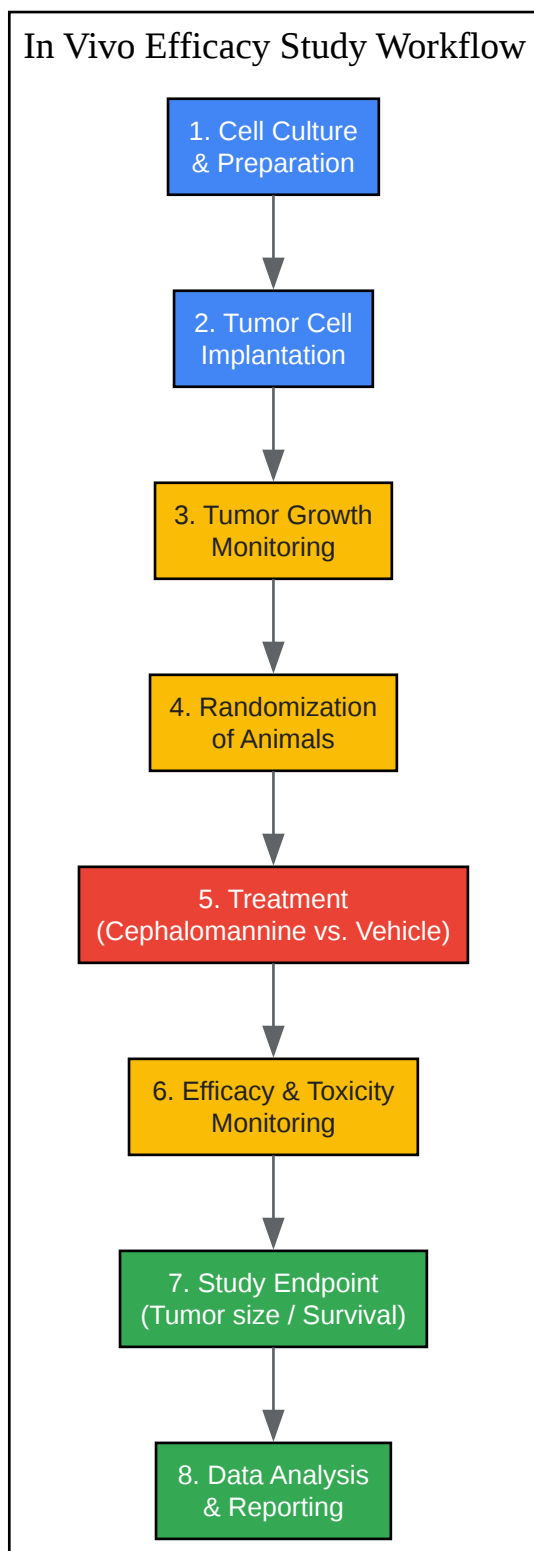 In Vivo Efficacy Study Workflow
1. Cell Culture
& Preparation
2. Tumor Cell
Implantation
3. Tumor Growth
Monitoring
4. Randomization
of Animals
5. Treatment
(Cephalomannine vs. Vehicle)
6. Efficacy & Toxicity
Monitoring
7. Study Endpoint
(Tumor size / Survival)
8. Data Analysis
& Reporting